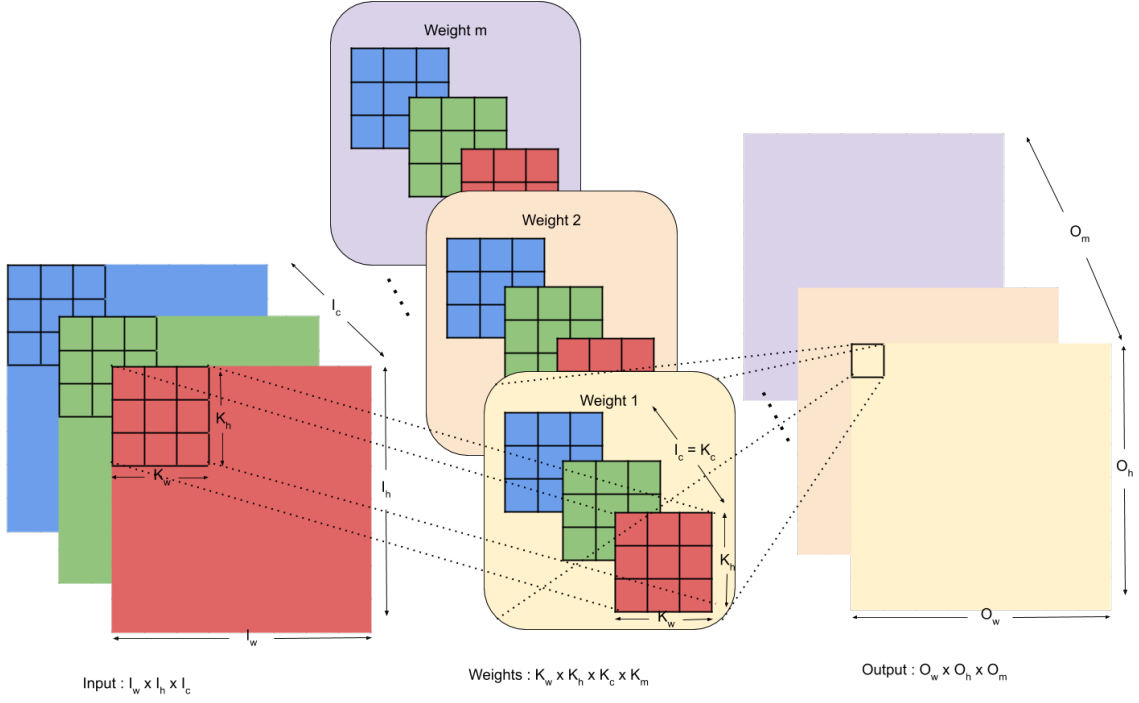 Weight m
Weight 2
Weight 1
I_c = K_c
K_h
K_w
I_c
K_h
K_w
I_h
I_w
O_m
O_h
O_w
Input : I_w x I_h x I_c
Weights : K_w x K_h x K_c x K_m
Output : O_w x O_h x O_m